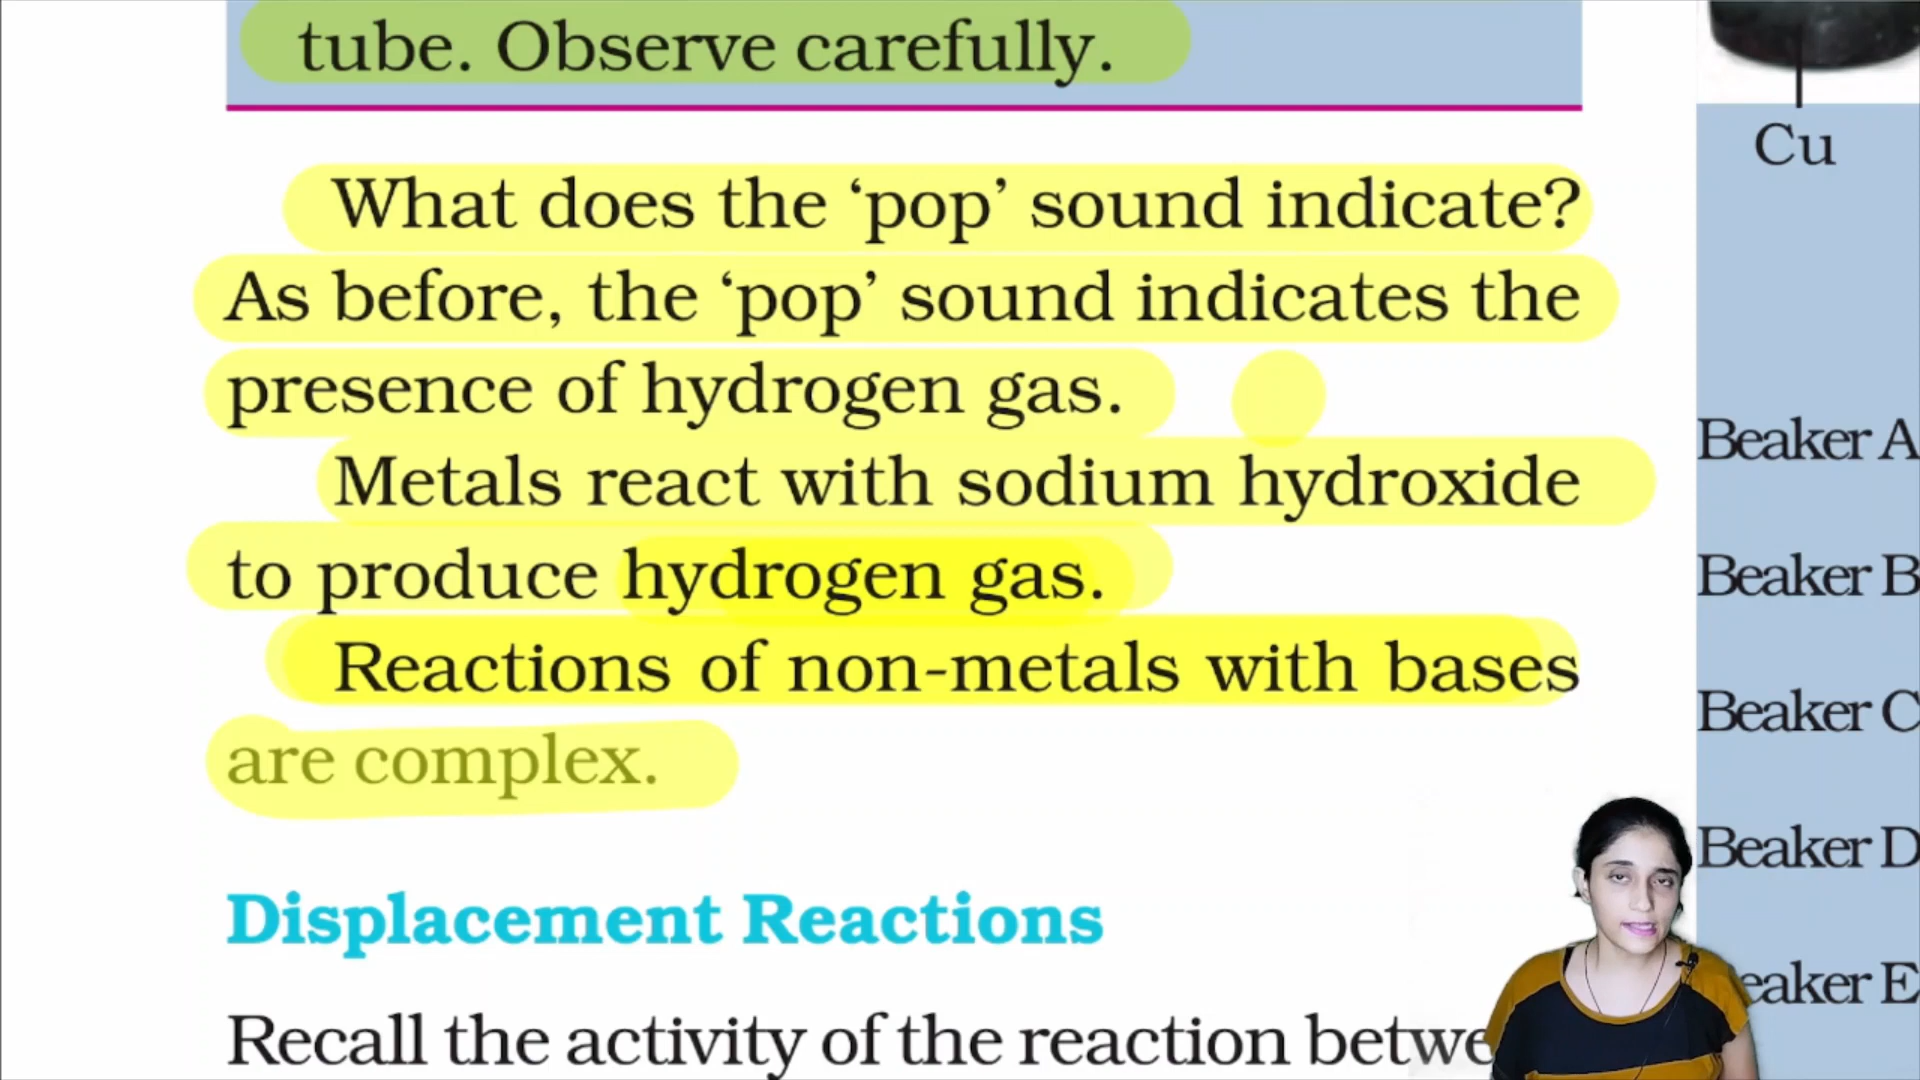 tube. Observe carefully.
What does the ‘pop’ sound indicate?
As before, the ‘pop’ sound indicates the
presence of hydrogen gas.
Metals react with sodium hydroxide
to produce hydrogen gas.
Reactions of non-metals with bases
are complex.
Displacement Reactions
Recall the activity of the reaction
Cu
Beaker A
Beaker B
Beaker C
Beaker D
E